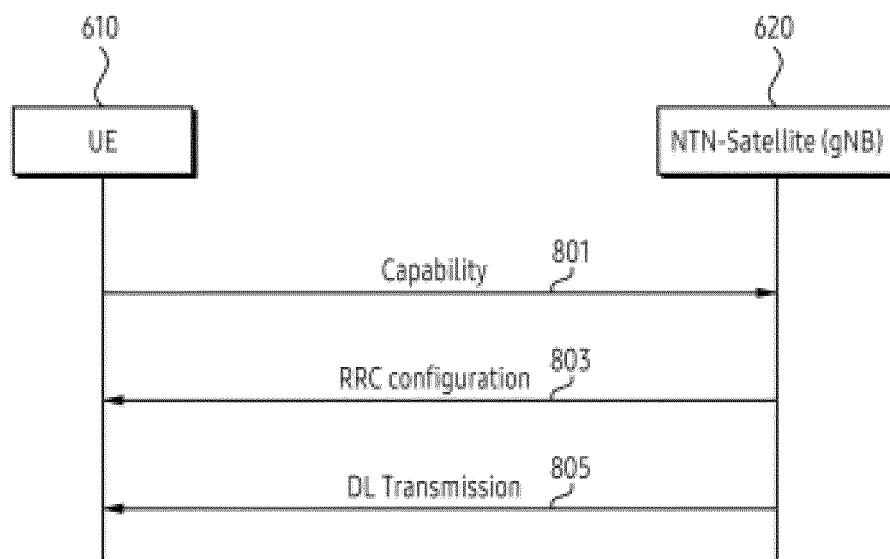 610
620
UE
NTN-Satellite (gNB)
801
Capability
803
RRC configuration
805
DL Transmission